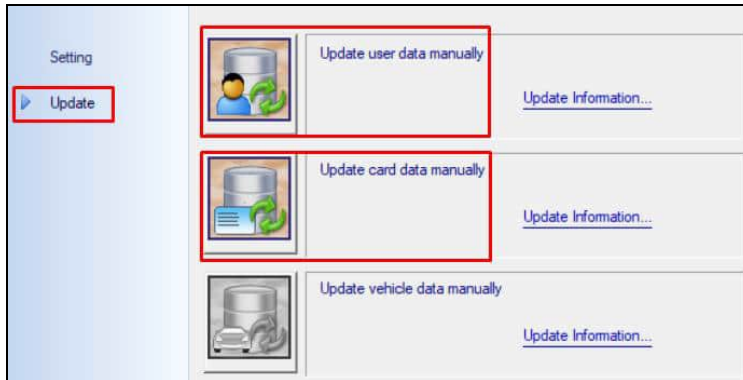 Setting
Update
Update user data manually
Update Information...
Update card data manually
Update Information...
Update vehicle data manually
Update Information...